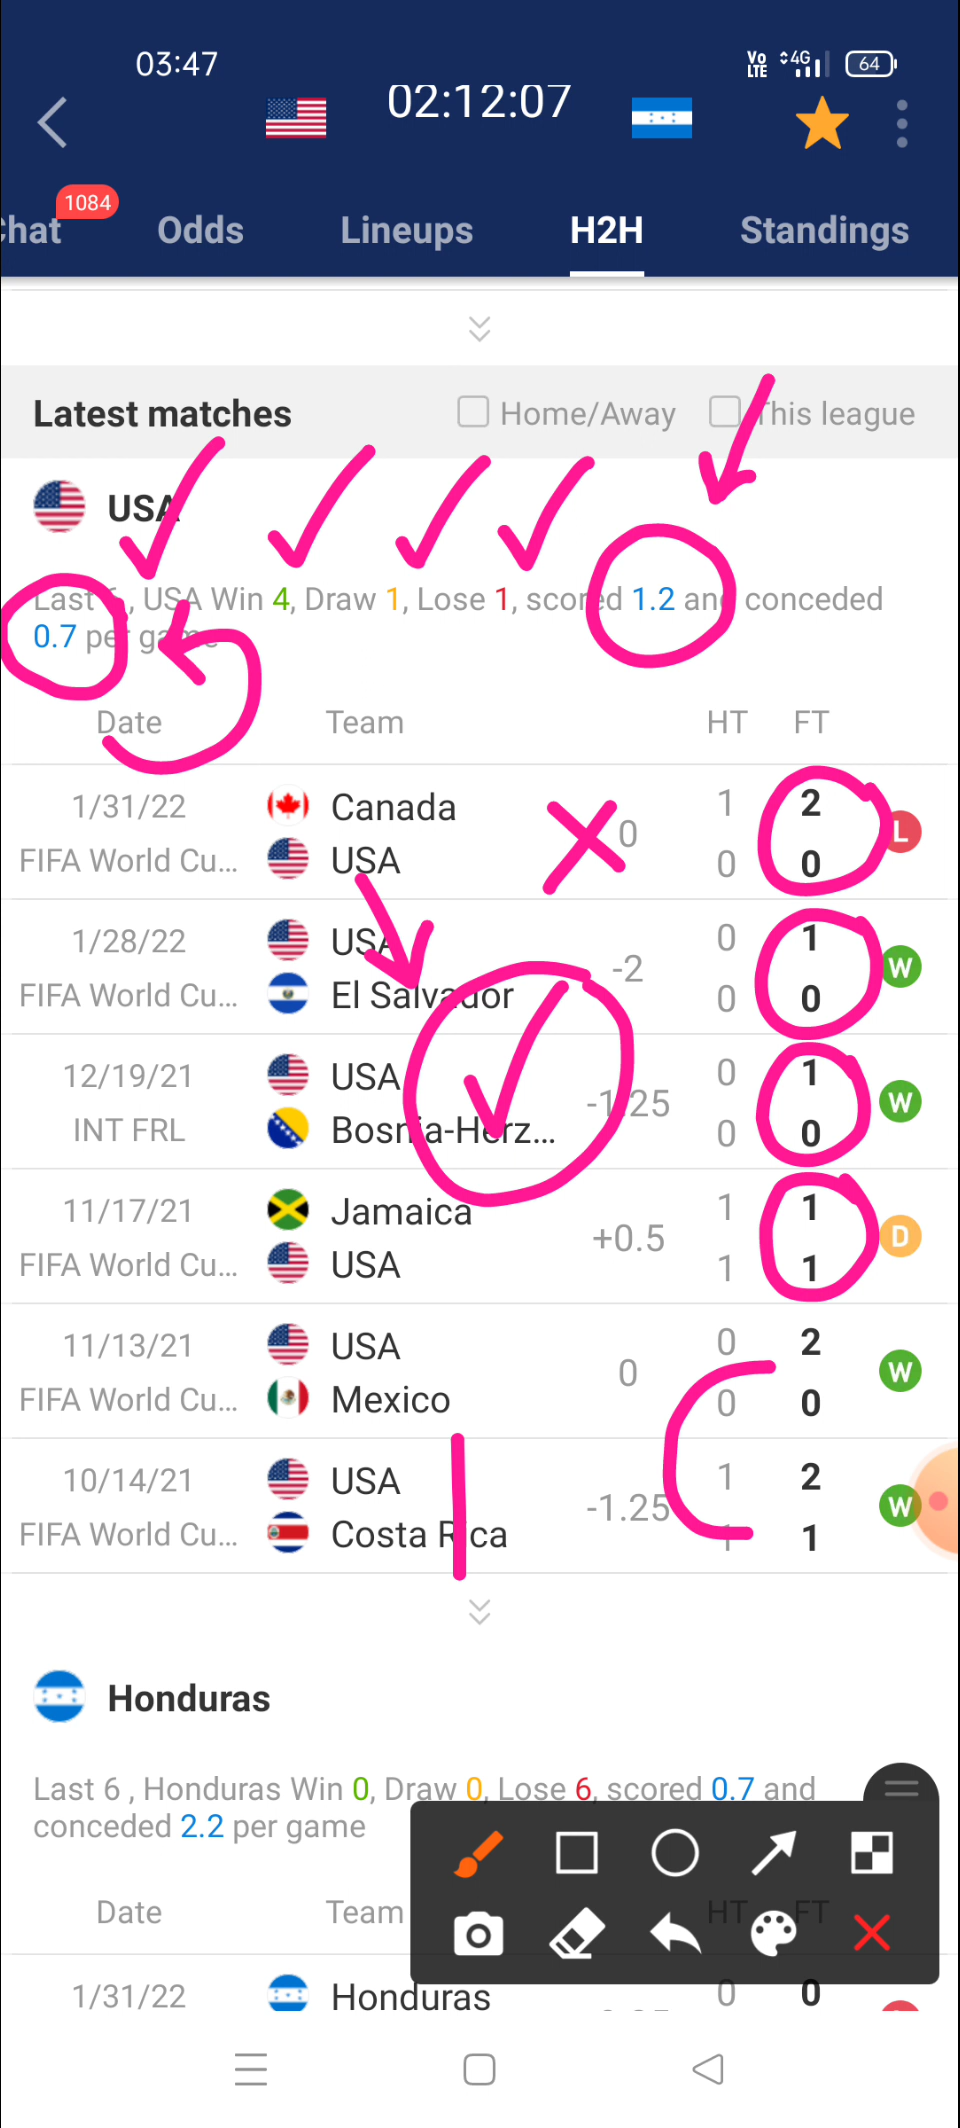 03:47
Vo LTE 4G 64
02:12:07
Chat 1084 Odds Lineups H2H Standings
Latest matches Home/Away This league
USA
Last 6 , USA Win 4, Draw 1, Lose 1, scored 1.2 and conceded
0.7 per game
Date Team HT FT
1/31/22 Canada 1 2
0 L
FIFA World Cu... USA 0 0
1/28/22 USA 0 1
-2 W
FIFA World Cu... El Salvador 0 0
12/19/21 USA 0 1
-1.25 W
INT FRL Bosnia-Herz... 0 0
11/17/21 Jamaica 1 1
+0.5 D
FIFA World Cu... USA 1 1
11/13/21 USA 0 2
0 W
FIFA World Cu... Mexico 0 0
10/14/21 USA 1 2
-1.25 W
FIFA World Cu... Costa Rica 1 1
Honduras
Last 6 , Honduras Win 0, Draw 0, Lose 6, scored 0.7 and
conceded 2.2 per game
Date Team HT FT
1/31/22 Honduras 0 0